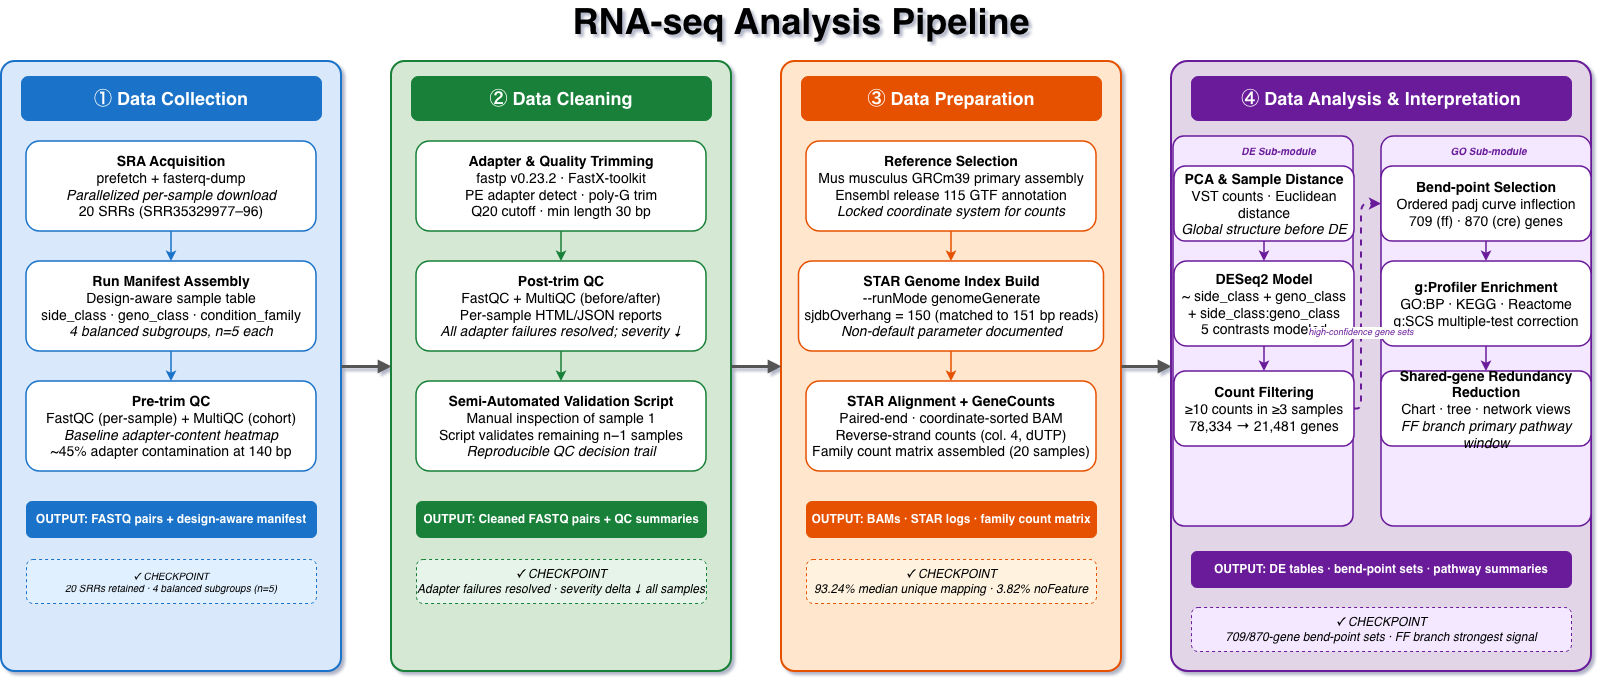 RNA-seq Analysis Pipeline
① Data Collection
SRA Acquisition
prefetch + fasterq-dump
Parallelized per-sample download
20 SRRs (SRR35329977–96)
Run Manifest Assembly
Design-aware sample table
side_class · geno_class · condition_family
4 balanced subgroups, n=5 each
Pre-trim QC
FastQC (per-sample) + MultiQC (cohort)
Baseline adapter-content heatmap
~45% adapter contamination at 140 bp
OUTPUT: FASTQ pairs + design-aware manifest
✓ CHECKPOINT
20 SRRs retained · 4 balanced subgroups (n=5)
② Data Cleaning
Adapter & Quality Trimming
fastp v0.23.2 · FastX-toolkit
PE adapter detect · poly-G trim
Q20 cutoff · min length 30 bp
Post-trim QC
FastQC + MultiQC (before/after)
Per-sample HTML/JSON reports
All adapter failures resolved; severity ↓
Semi-Automated Validation Script
Manual inspection of sample 1
Script validates remaining n−1 samples
Reproducible QC decision trail
OUTPUT: Cleaned FASTQ pairs + QC summaries
✓ CHECKPOINT
Adapter failures resolved · severity delta ↓ all samples
③ Data Preparation
Reference Selection
Mus musculus GRCm39 primary assembly
Ensembl release 115 GTF annotation
Locked coordinate system for counts
STAR Genome Index Build
--runMode genomeGenerate
sjdbOverhang = 150 (matched to 151 bp reads)
Non-default parameter documented
STAR Alignment + GeneCounts
Paired-end · coordinate-sorted BAM
Reverse-strand counts (col. 4, dUTP)
Family count matrix assembled (20 samples)
OUTPUT: BAMs · STAR logs · family count matrix
✓ CHECKPOINT
93.24% median unique mapping · 3.82% noFeature
④ Data Analysis & Interpretation
DE Sub-module
PCA & Sample Distance
VST counts · Euclidean
distance
Global structure before DE
DESeq2 Model
~ side_class + geno_class
+ side_class:geno_class
5 contrasts modeled
high-confidence gene sets
Count Filtering
≥10 counts in ≥3 samples
78,334 → 21,481 genes
GO Sub-module
Bend-point Selection
Ordered padj curve inflection
709 (ff) · 870 (cre) genes
g:Profiler Enrichment
GO:BP · KEGG · Reactome
g:SCS multiple-test correction
Shared-gene Redundancy
Reduction
Chart · tree · network views
FF branch primary pathway
window
OUTPUT: DE tables · bend-point sets · pathway summaries
✓ CHECKPOINT
709/870-gene bend-point sets · FF branch strongest signal